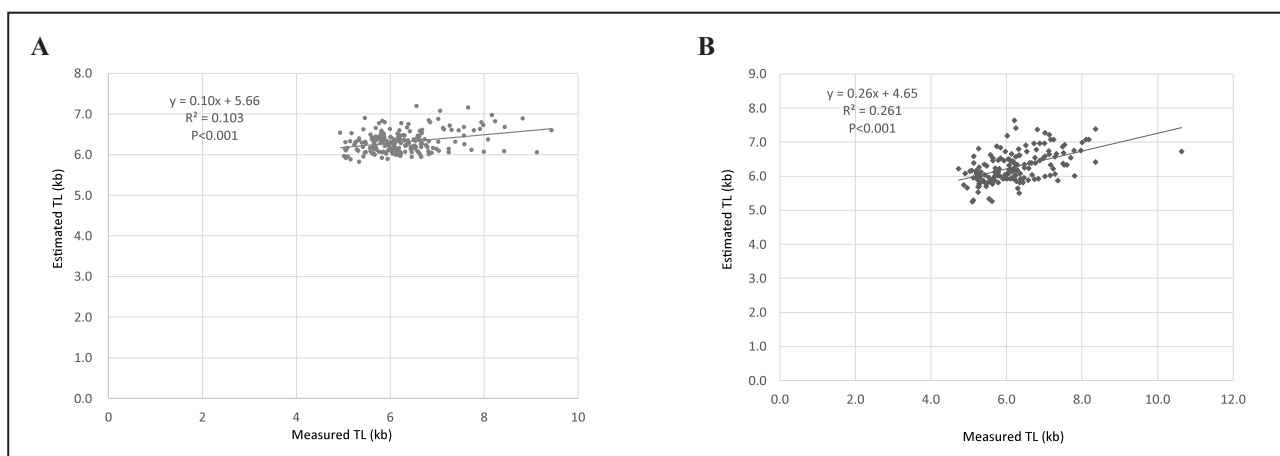 A
8.0
7.0
6.0
5.0
4.0
3.0
2.0
1.0
0.0
Estimated TL (kb)
y = 0.10x + 5.66
R² = 0.103
P<0.001
0 2 4 6 8 10
Measured TL (kb)
B
9.0
8.0
7.0
6.0
5.0
4.0
3.0
2.0
1.0
0.0
Estimated TL (kb)
y = 0.26x + 4.65
R² = 0.261
P<0.001
0.0 2.0 4.0 6.0 8.0 10.0 12.0
Measured TL (kb)